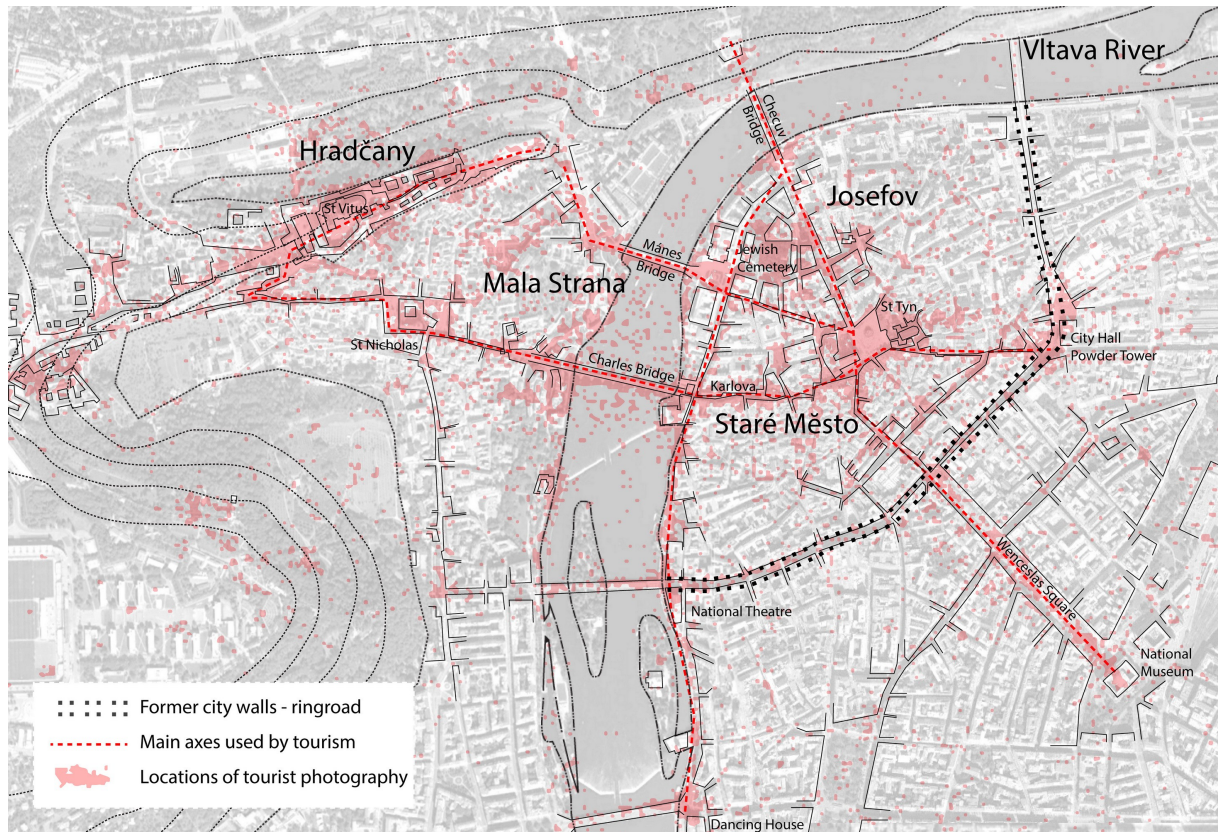 Vltava River
Checuv
Bridge
Hradčany
Josefov
St Vitus
Mánes
Bridge
Jewish
Cemetery
Mala Strana
St Tyn
City Hall
Powder Tower
St Nicholas
Charles Bridge
Karlova
Staré Město
Wenceslas Square
National Theatre
National
Museum
Former city walls - ringroad
Main axes used by tourism
Locations of tourist photography
Dancing House